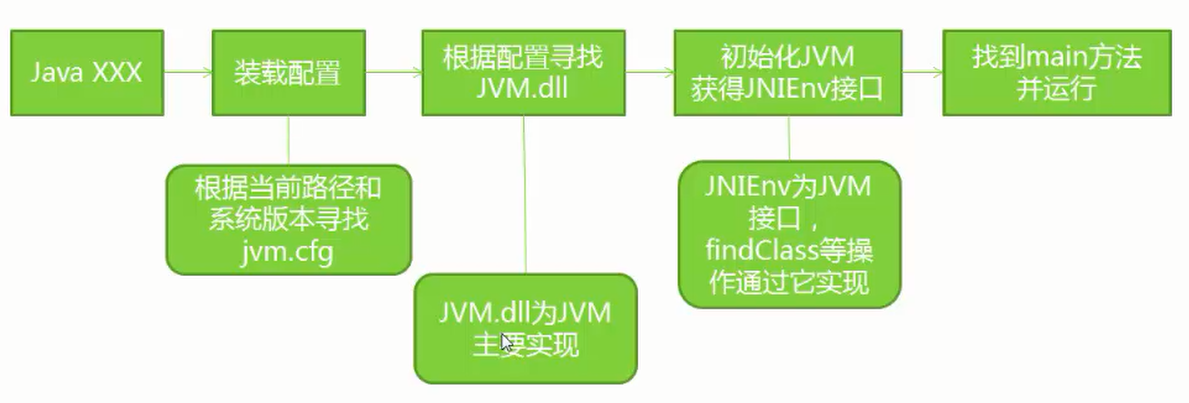 Java XXX
装载配置
根据配置寻找
JVM.dll
初始化JVM
获得JNIEnv接口
找到main方法
并运行
根据当前路径和
系统版本寻找
jvm.cfg
JVM.dll为JVM
主要实现
JNIEnv为JVM
接口，
findClass等操
作通过它实现